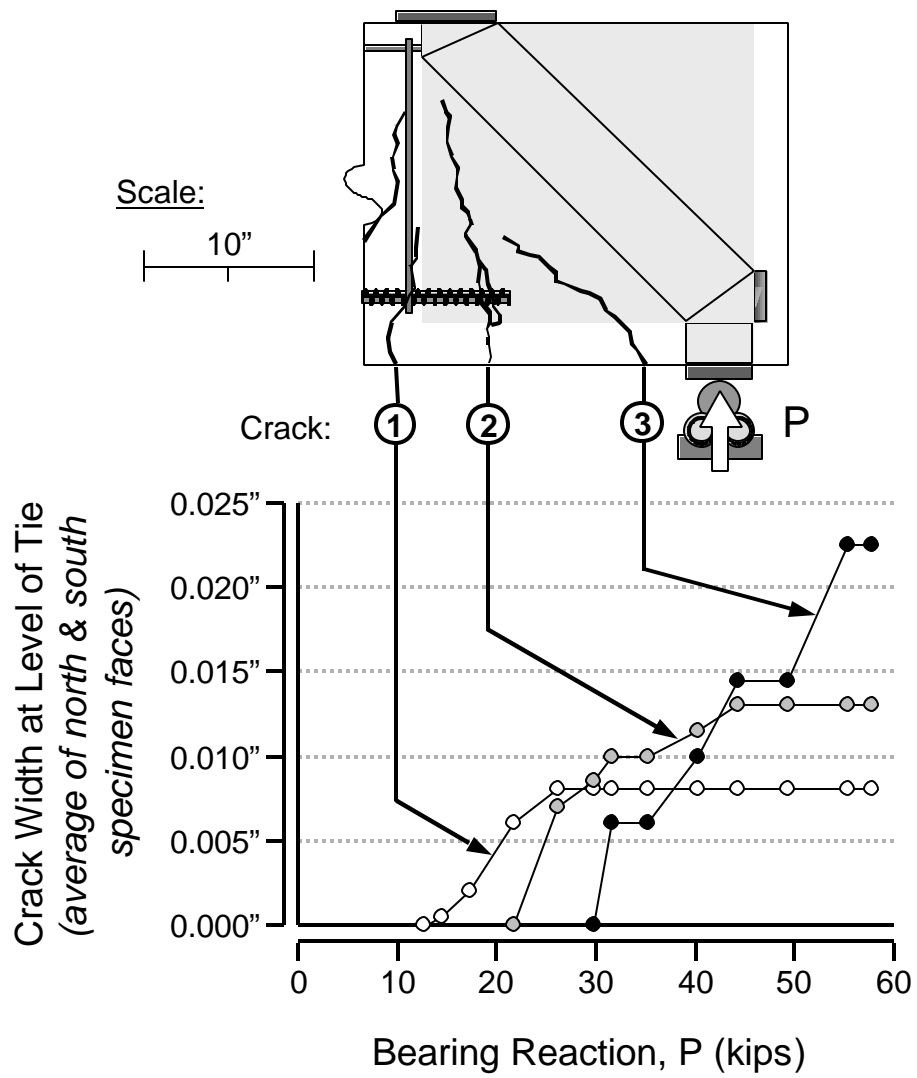 Scale:
10”
Crack:
1
2
3
P
Crack Width at Level of Tie
(average of north & south
specimen faces)
0.025”
0.020”
0.015”
0.010”
0.005”
0.000”
0 10 20 30 40 50 60
Bearing Reaction, P (kips)